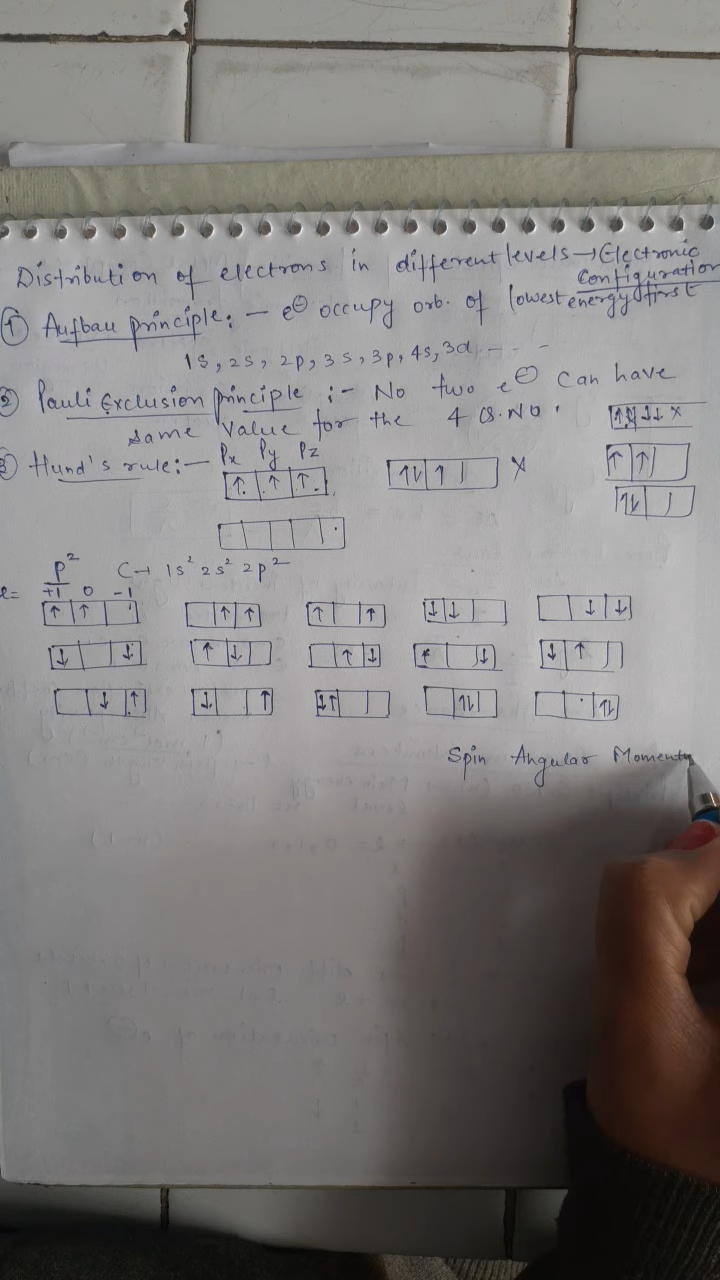 Distribution of electrons in different levels → Electronic
Configuration
① Aufbau principle :- e⊖ occupy orb. of lowest energy first
1s, 2s, 2p, 3s, 3p, 4s, 3d - - -
② Pauli Exclusion principle :- No two e⊖ can have
same value for the 4 Q.No.
↑↓↓ x
③ Hund's rule :- Px Py Pz
↑ ↑ ↑
↑↓ ↑ x
↑ ↑
↑↓
p² C → 1s² 2s² 2p²
l= +1 0 -1
↑ ↑
↑ ↑
↑ ↑
↓ ↓
↓ ↓
↓ ↓
↑ ↓
↑ ↓
↑ ↓
↓ ↑
↓ ↑
↓ ↑
↓↑
↑↓
↑↓
Spin Angular Momentu